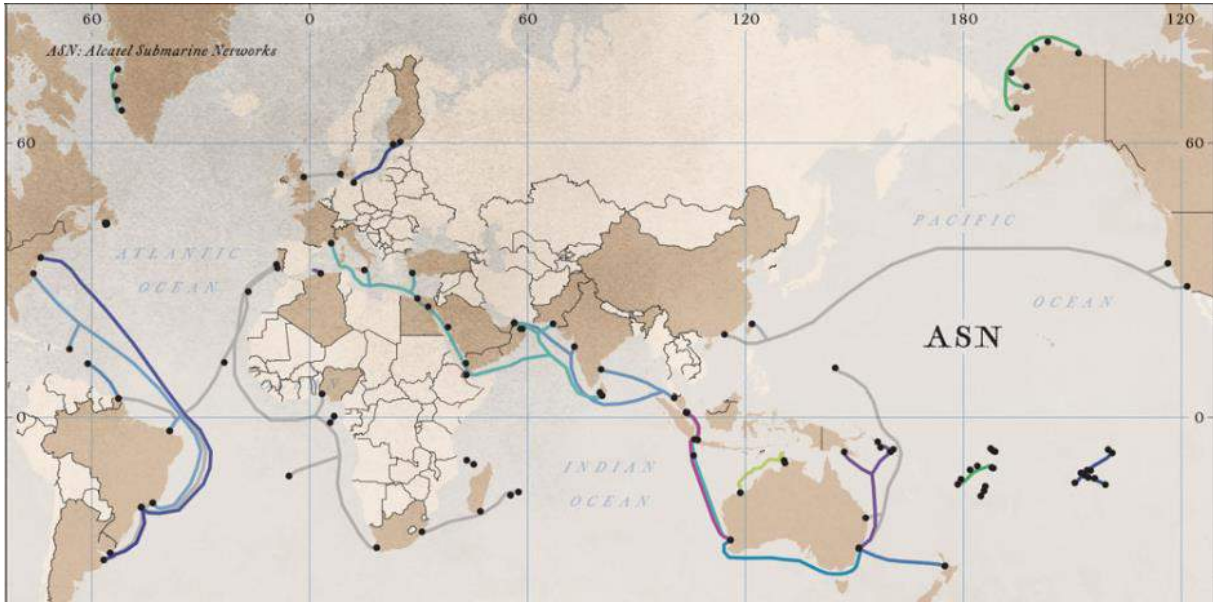 60 0 60 120 180 120
ASN: Alcatel Submarine Networks
60 60
PACIFIC
ATLANTIC
OCEAN
OCEAN
ASN
0 0
INDIAN
OCEAN